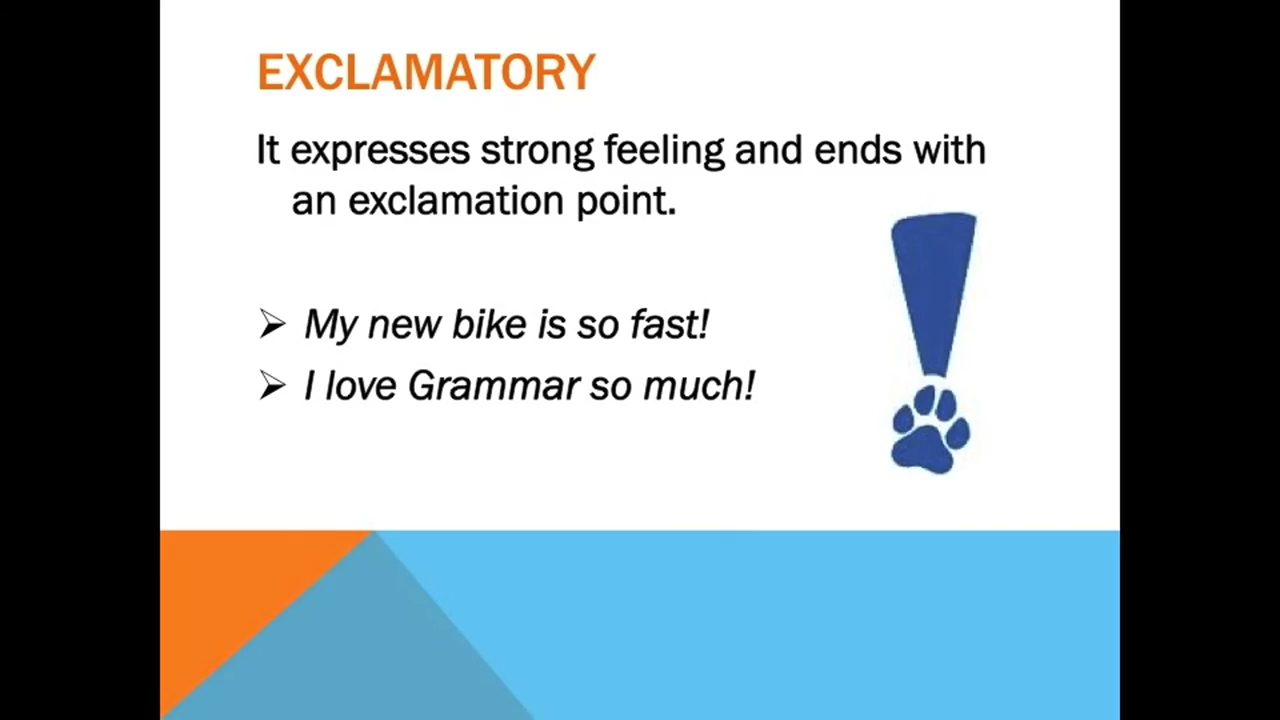 EXCLAMATORY
It expresses strong feeling and ends with
an exclamation point.
My new bike is so fast!
I love Grammar so much!